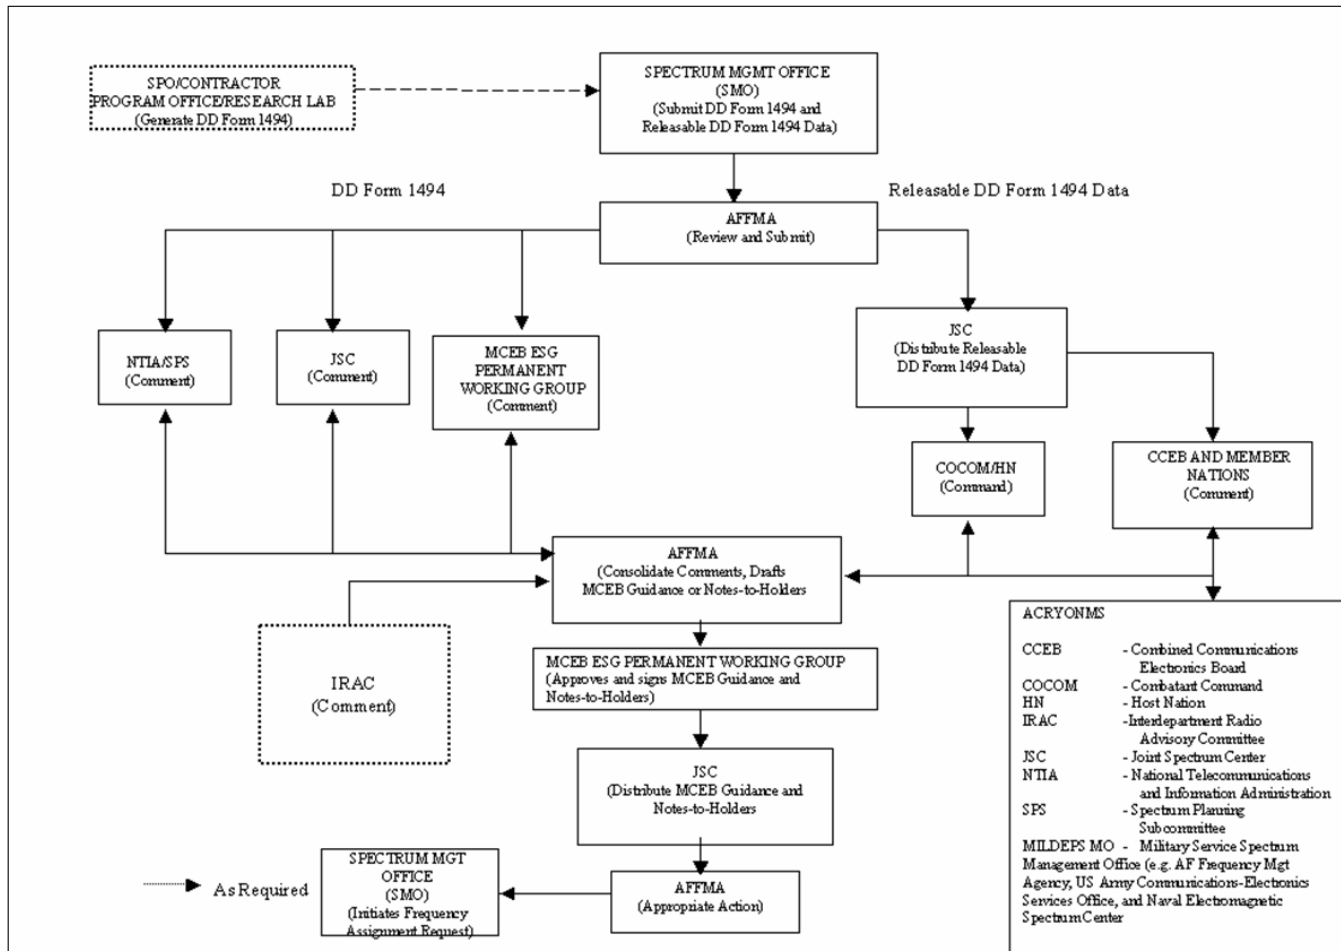 SPO/CONTRACTOR
PROGRAM OFFICE/RESEARCH LAB
(Generate DD Form 1494)
SPECTRUM MGMT OFFICE
(SMO)
(Submit DD Form 1494 and
Releasable DD Form 1494 Data)
DD Form 1494
Releasable DD Form 1494 Data
AFFMA
(Review and Submit)
NTIA/SPS
(Comment)
JSC
(Comment)
MCEB ESG
PERMANENT
WORKING GROUP
(Comment)
JSC
(Distribute Releasable
DD Form 1494 Data)
COCOM/HN
(Command)
CCEB AND MEMBER
NATIONS
(Comment)
AFFMA
(Consolidate Comments, Drafts
MCEB Guidance or Notes-to-Holders
IRAC
(Comment)
MCEB ESG PERMANENT WORKING GROUP
(Approves and signs MCEB Guidance and
Notes-to-Holders)
JSC
(Distribute MCEB Guidance and
Notes-to-Holders
SPECTRUM MGT
OFFICE
(SMO)
(Initiates Frequency
Assignment Request)
AFFMA
(Appropriate Action)
As Required
ACRYONMS
CCEB - Combined Communications
Electronics Board
COCOM - Combatant Command
HN - Host Nation
IRAC -Interdepartment Radio
Advisory Committee
JSC - Joint Spectrum Center
NTIA - National Telecommunications
and Information Administration
SPS - Spectrum Planning
Subcommittee
MILDEPS MO - Military Service Spectrum
Management Office (e.g. AF Frequency Mgt
Agency, US Army Communications-Electronics
Services Office, and Naval Electromagnetic
Spectrum Center